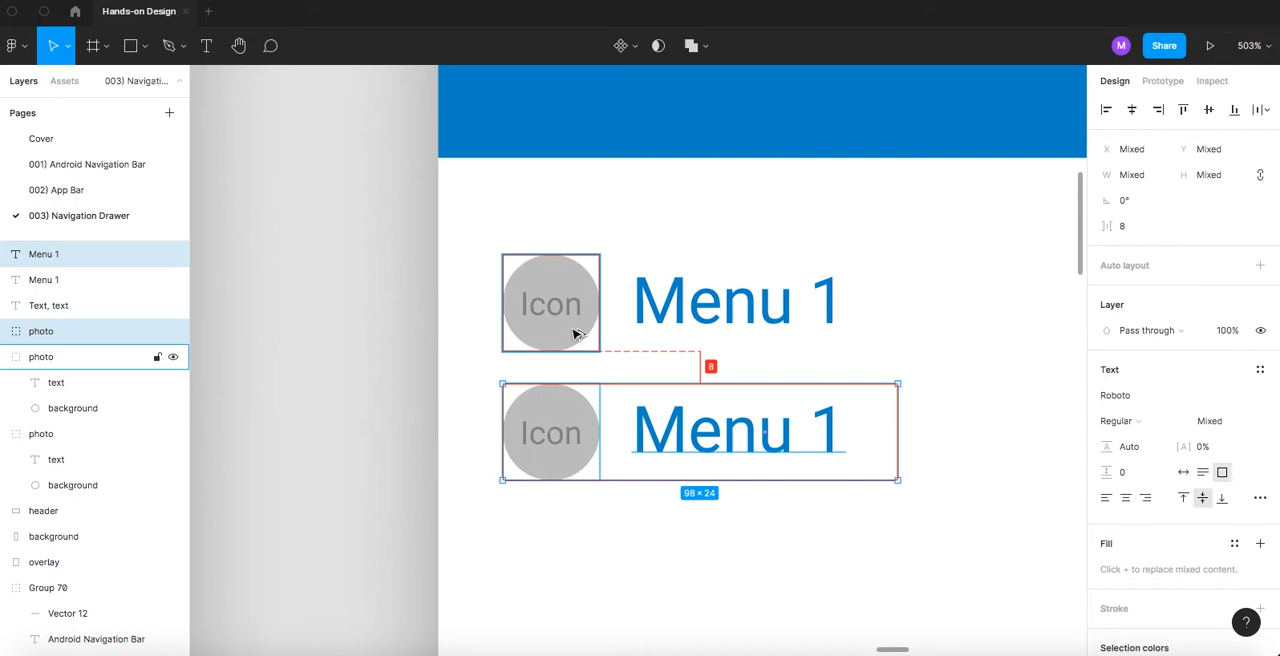 Hands-on Design
M
Share
503%
Layers
Assets
003) Navigati...
Design
Prototype
Inspect
Pages
Cover
001) Android Navigation Bar
002) App Bar
003) Navigation Drawer
Menu 1
Menu 1
Text, text
photo
photo
text
background
photo
text
background
header
background
overlay
Group 70
Vector 12
Android Navigation Bar
Icon
Menu 1
8
Icon
Menu 1
98 × 24
X Mixed
Y Mixed
W Mixed
H Mixed
0°
8
Auto layout
Layer
Pass through
100%
Text
Roboto
Regular
Mixed
Auto
0%
0
Fill
Click + to replace mixed content.
Stroke
?
Selection colors